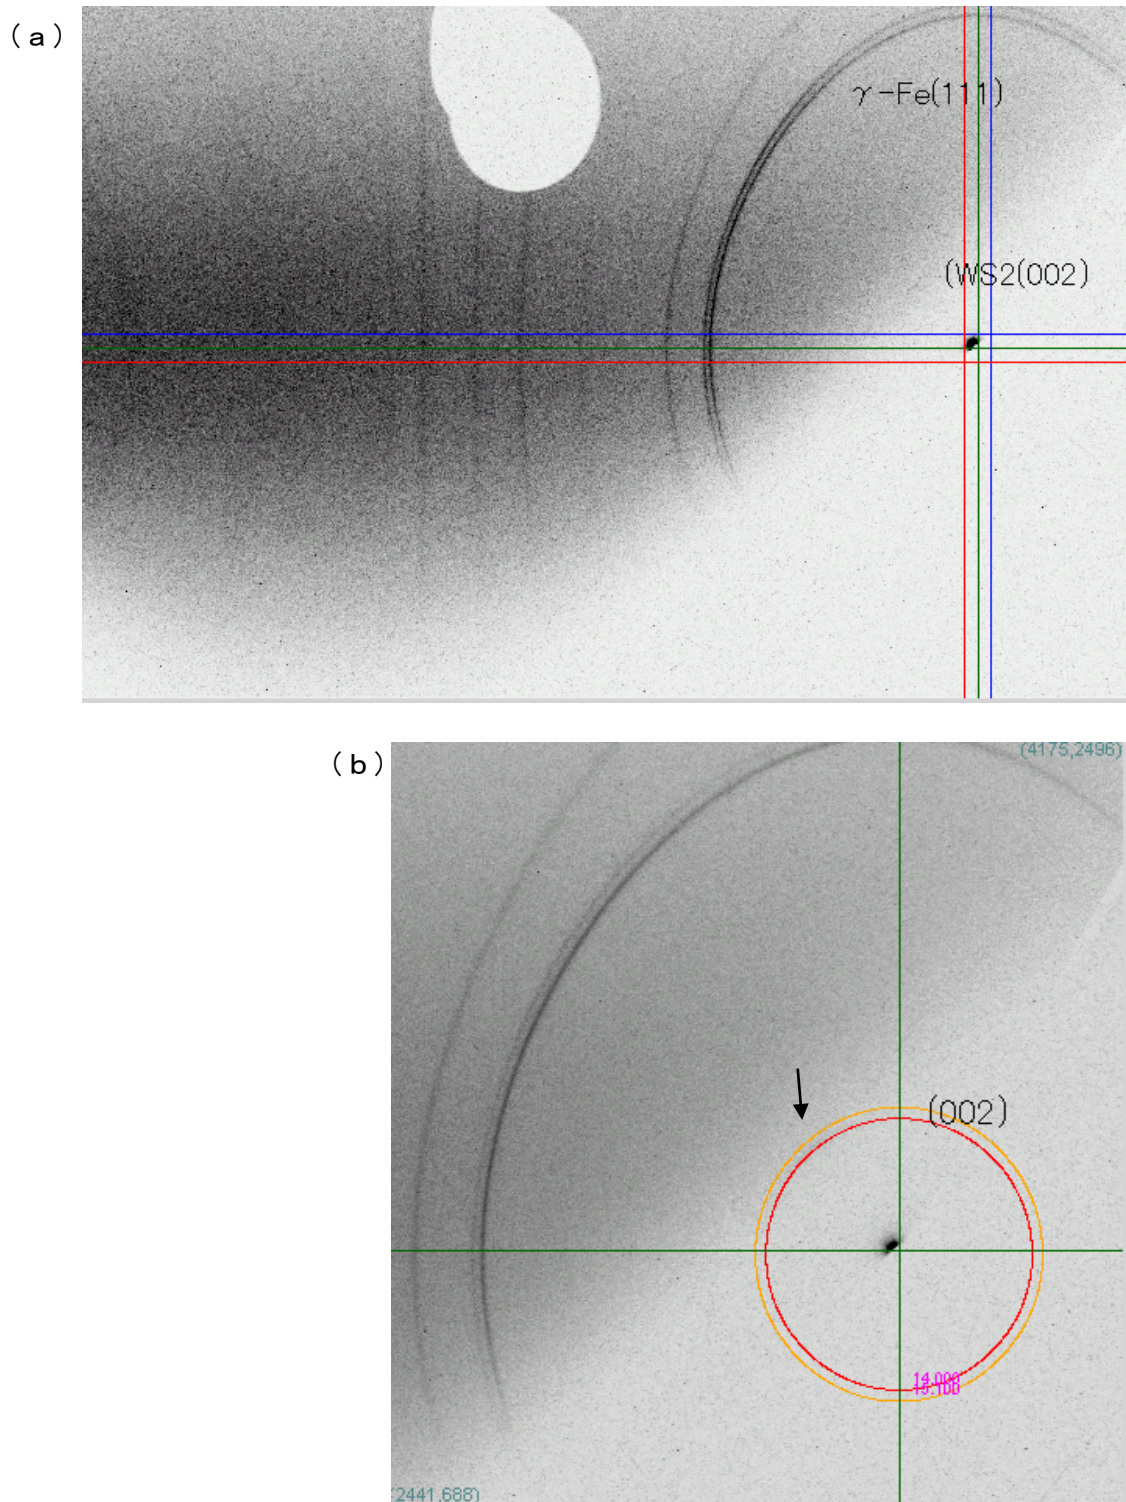 (a)
γ-Fe(111)
(WS2(002)
(b)
(4175,2496)
(002)
14.000
15.100
(2441,688)